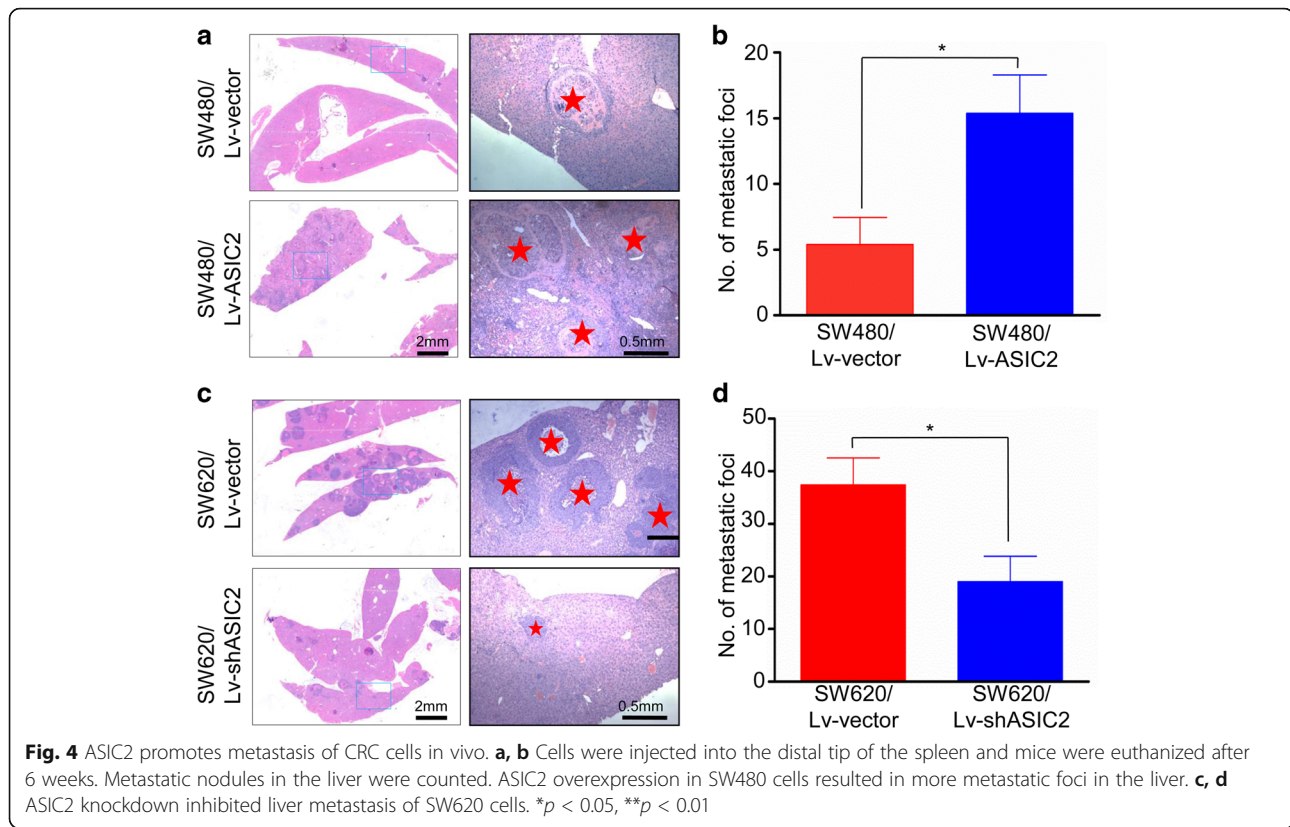 a
SW480/
Lv-vector
SW480/
Lv-ASIC2
2mm
0.5mm
b
20
15
10
5
0
No. of metastatic foci
*
SW480/
Lv-vector
SW480/
Lv-ASIC2
c
SW620/
Lv-vector
SW620/
Lv-shASIC2
2mm
0.5mm
d
50
40
30
20
10
0
No. of metastatic foci
*
SW620/
Lv-vector
SW620/
Lv-shASIC2
Fig. 4 ASIC2 promotes metastasis of CRC cells in vivo. a, b Cells were injected into the distal tip of the spleen and mice were euthanized after
6 weeks. Metastatic nodules in the liver were counted. ASIC2 overexpression in SW480 cells resulted in more metastatic foci in the liver. c, d
ASIC2 knockdown inhibited liver metastasis of SW620 cells. *p < 0.05, **p < 0.01